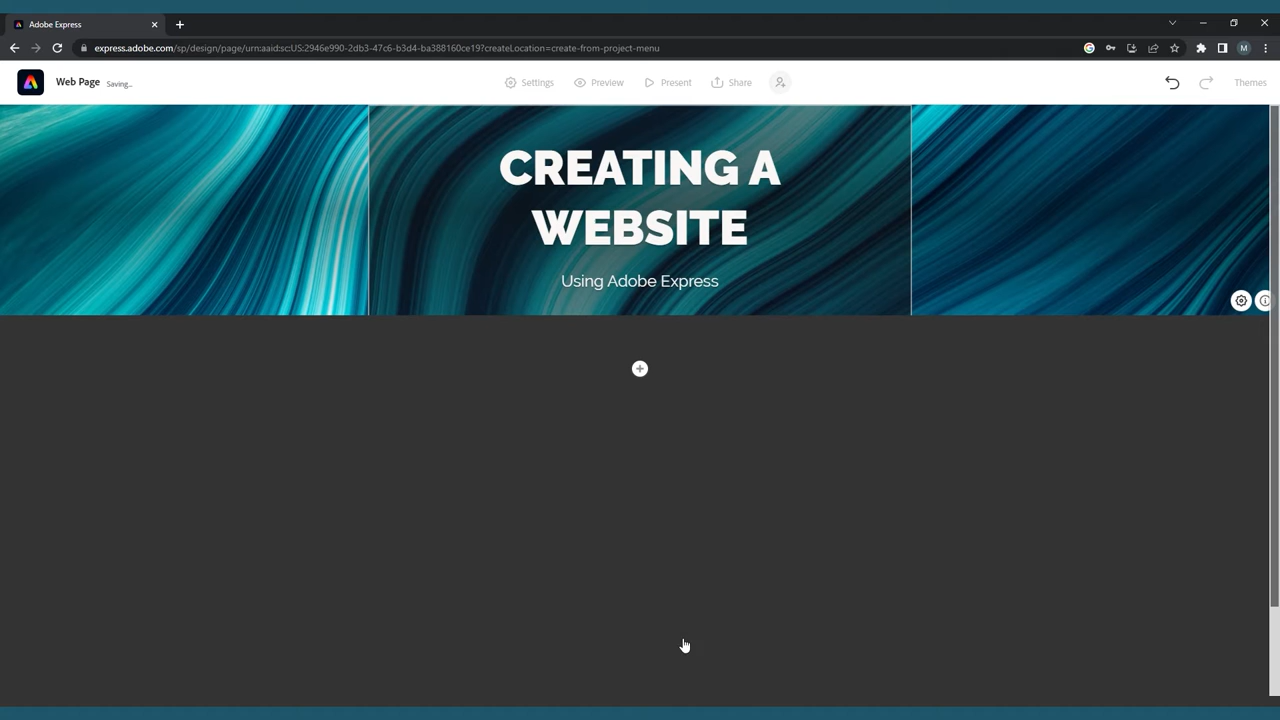 Adobe Express
express.adobe.com/sp/design/page/urn:aaid:sc:US:2946e990-2db3-47c6-b3d4-ba388160ce19?createLocation=create-from-project-menu
M
Web Page Saving...
Settings Preview Present Share Themes
CREATING A
WEBSITE
Using Adobe Express